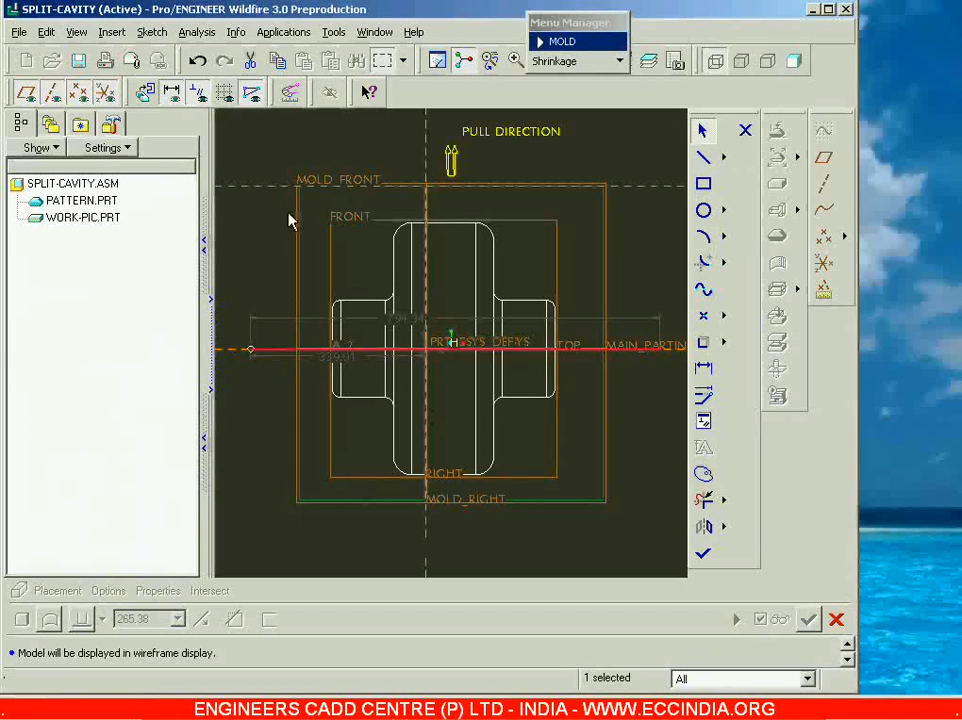 SPLIT-CAVITY (Active) - Pro/ENGINEER Wildfire 3.0 Preproduction
Menu Manager
MOLD
Shrinkage
File Edit View Insert Sketch Analysis Info Applications Tools Window Help
Show Settings
SPLIT-CAVITY.ASM
PATTERN.PRT
WORK-PIC.PRT
PULL DIRECTION
MOLD_FRONT
FRONT
TOP
MAIN_PARTIN
RIGHT
MOLD_RIGHT
Placement Options Properties Intersect
265.38
Model will be displayed in wireframe display.
1 selected
All
ENGINEERS CADD CENTRE (P) LTD - INDIA - WWW.ECCINDIA.ORG